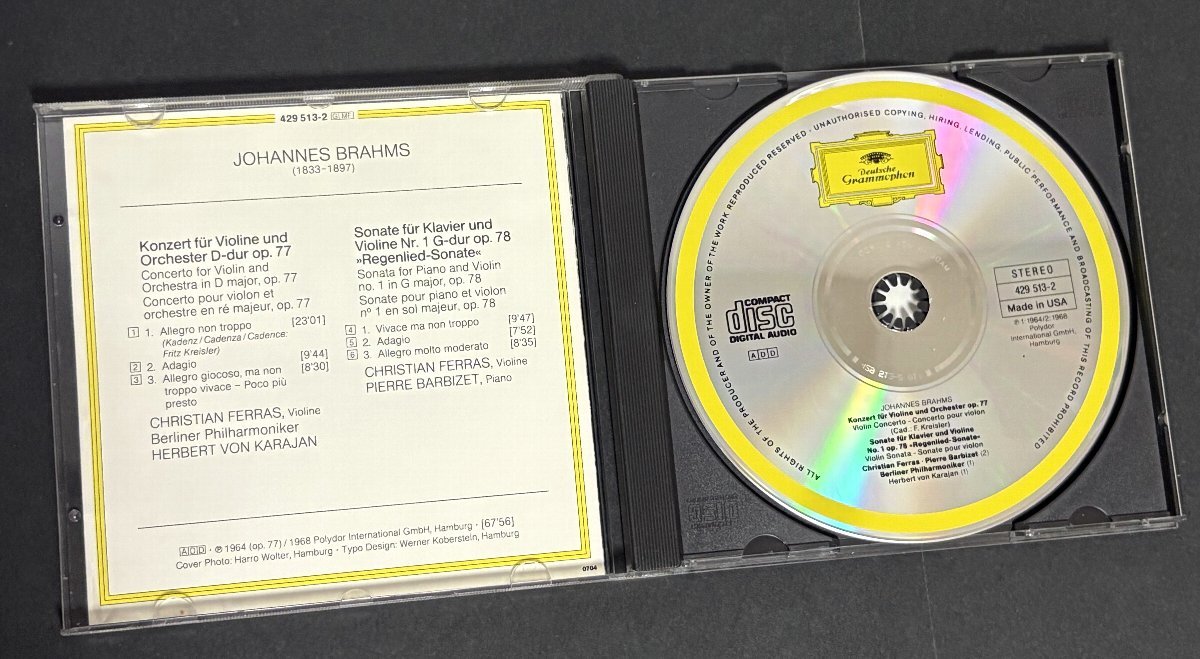 429 513-2 GLMF
JOHANNES BRAHMS
(1833-1897)
Konzert für Violine und
Orchester D-dur op. 77
Concerto for Violin and
Orchestra in D major, op. 77
Concerto pour violon et
orchestre en ré majeur, op. 77
1 1. Allegro non troppo [23'01]
(Kadenz/Cadenza/Cadence:
Fritz Kreisler)
2 2. Adagio [9'44]
3 3. Allegro giocoso, ma non [8'30]
troppo vivace – Poco più
presto
CHRISTIAN FERRAS, Violine
Berliner Philharmoniker
HERBERT VON KARAJAN
Sonate für Klavier und
Violine Nr. 1 G-dur op. 78
»Regenlied-Sonate«
Sonata for Piano and Violin
no. 1 in G major, op. 78
Sonate pour piano et violon
nº 1 en sol majeur, op. 78
4 1. Vivace ma non troppo [9'47]
5 2. Adagio [7'52]
6 3. Allegro molto moderato [8'35]
CHRISTIAN FERRAS, Violine
PIERRE BARBIZET, Piano
ADD · ℗ 1964 (op. 77) / 1968 Polydor International GmbH, Hamburg · [67'56]
Cover Photo: Harro Wolter, Hamburg · Typo Design: Werner Koberstein, Hamburg
0704
ALL RIGHTS OF THE PRODUCER AND OF THE OWNER OF THE WORK REPRODUCED RESERVED · UNAUTHORISED COPYING, HIRING, LENDING, PUBLIC PERFORMANCE AND BROADCASTING OF THIS RECORD PROHIBITED
Deutsche
Grammophon
COMPACT
disc
DIGITAL AUDIO
ADD
STEREO
429 513-2
Made in USA
℗ 1: 1964/2: 1968
Polydor
International GmbH,
Hamburg
JOHANNES BRAHMS
Konzert für Violine und Orchester op. 77
Violin Concerto · Concerto pour violon
(Cad.: F. Kreisler)
Sonate für Klavier und Violine
No. 1 op. 78 »Regenlied-Sonate«
Violin Sonata · Sonate pour violon
Christian Ferras · Pierre Barbizet (2)
Berliner Philharmoniker (1)
Herbert von Karajan (1)
COMPACT
disc